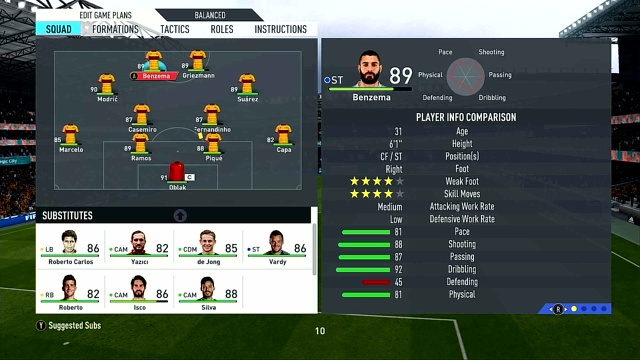 EDIT GAME PLANS BALANCED
SQUAD FORMATIONS TACTICS ROLES INSTRUCTIONS
89 89
Benzema Griezmann
90 89
Modrić Suárez
87 87
Casemiro Fernandinho
85 89 88 82
Marcelo Ramos Piqué Capa
91 C
Oblak
SUBSTITUTES
LB 86 CAM 82 CDM 85 ST 86
Roberto Carlos Yazici de Jong Vardy
RB 82 CAM 86 CAM 88
Roberto Isco Silva
Y Suggested Subs
ST 89
Benzema
Pace Shooting
Physical Passing
Defending Dribbling
PLAYER INFO COMPARISON
31 Age
6'1" Height
CF / ST Position(s)
Right Foot
Weak Foot
Skill Moves
Medium Attacking Work Rate
Low Defensive Work Rate
81 Pace
88 Shooting
87 Passing
92 Dribbling
45 Defending
81 Physical
R
10